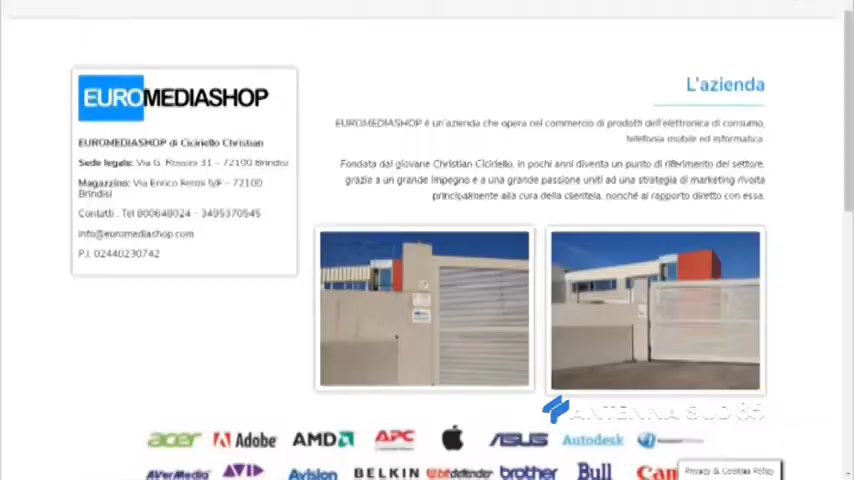 EUROMEDIASHOP
EUROMEDIASHOP di Ciciriello Christian
Sede legale: Via G. Rossini 31 – 72100 Brindisi
Magazzino: Via Enrico Fermi 5/F – 72100
Brindisi
Contatti : Tel 800648024 - 3495370545
info@euromediashop.com
P.I. 02440230742
L'azienda
EUROMEDIASHOP è un'azienda che opera nel commercio di prodotti dell'elettronica di consumo,
telefonia mobile ed informatica.
Fondata dal giovane Christian Ciciriello, in pochi anni diventa un punto di riferimento del settore,
grazie a un grande impegno e a una grande passione uniti ad una strategia di marketing rivolta
principalmente alla cura della clientela, nonché al rapporto diretto con essa.
ANTENNA SUD 85
acer Adobe AMD APC ASUS Autodesk
AVerMedia AVID Avision BELKIN bitdefender brother Bull Canon
Privacy & Cookies Policy